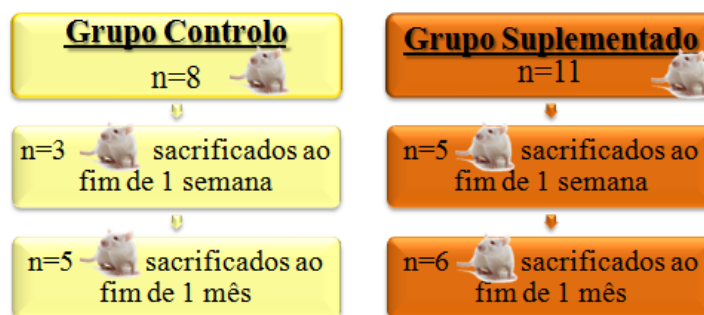 Grupo Controlo
n=8
n=3 sacrificados ao
fim de 1 semana
n=5 sacrificados ao
fim de 1 mês
Grupo Suplementado
n=11
n=5 sacrificados ao
fim de 1 semana
n=6 sacrificados ao
fim de 1 mês